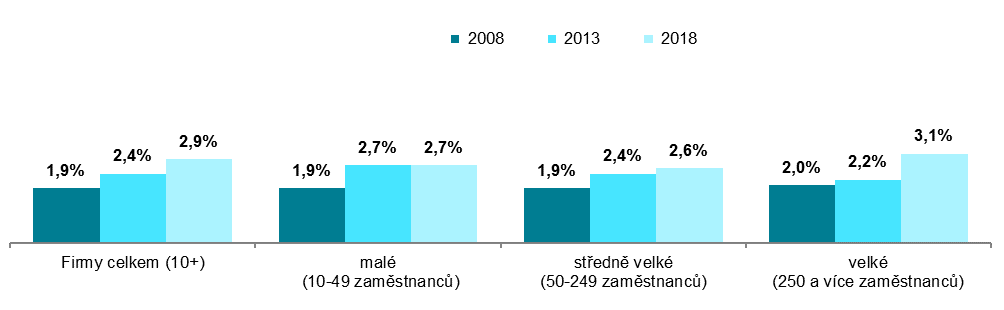 2008 2013 2018
1,9% 2,4% 2,9% 1,9% 2,7% 2,7% 1,9% 2,4% 2,6% 2,0% 2,2% 3,1%
Firmy celkem (10+)
malé
(10-49 zaměstnanců)
středně velké
(50-249 zaměstnanců)
velké
(250 a více zaměstnanců)